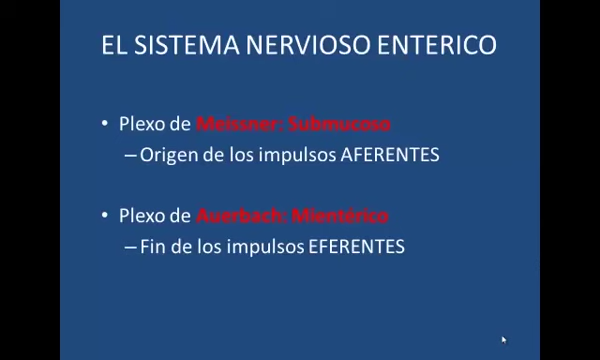 EL SISTEMA NERVIOSO ENTERICO
• Plexo de Meissner: Submucoso
– Origen de los impulsos AFERENTES
• Plexo de Auerbach: Mientérico
– Fin de los impulsos EFERENTES